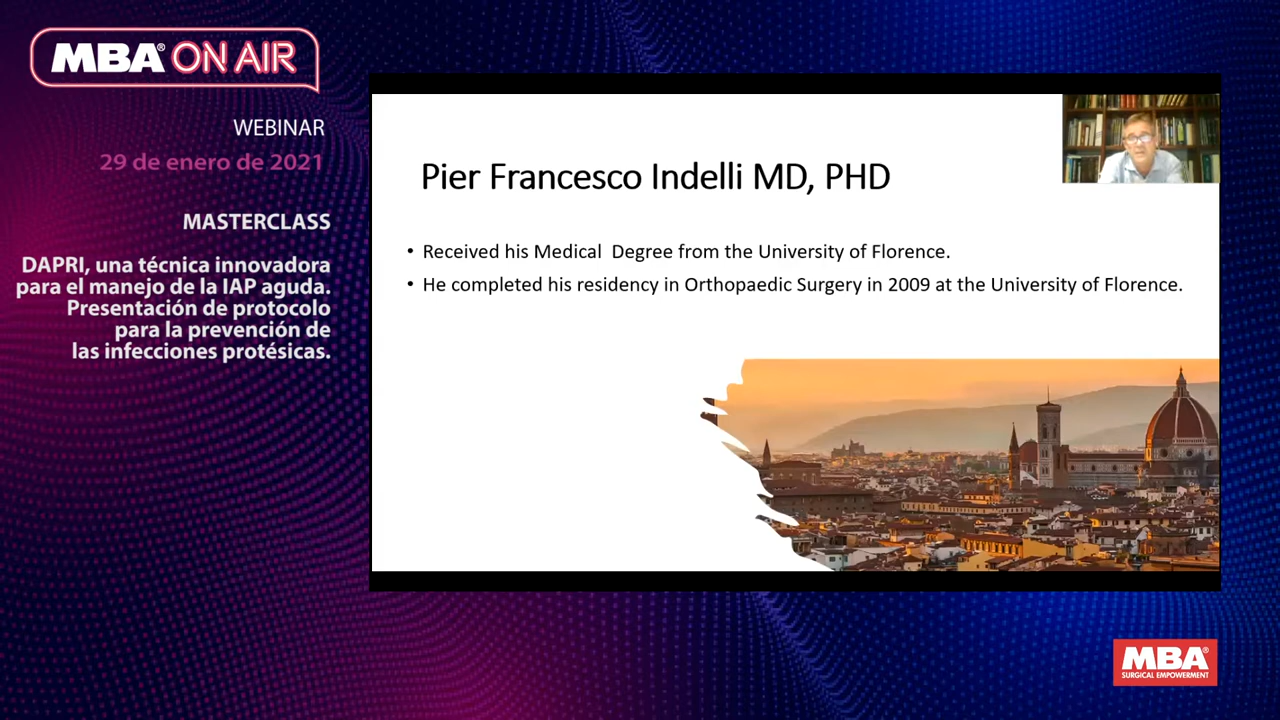 MBA® ON AIR
WEBINAR
29 de enero de 2021
MASTERCLASS
DAPRI, una técnica innovadora
para el manejo de la IAP aguda.
Presentación de protocolo
para la prevención de
las infecciones protésicas.
Pier Francesco Indelli MD, PHD
• Received his Medical  Degree from the University of Florence.
• He completed his residency in Orthopaedic Surgery in 2009 at the University of Florence.
MBA®
SURGICAL EMPOWERMENT